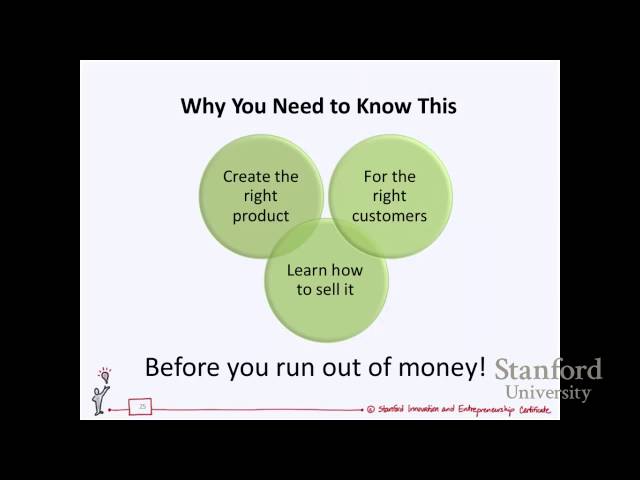 Why You Need to Know This
Create the
right
product
For the
right
customers
Learn how
to sell it
Before you run out of money!
Stanford
University
25
© Stanford Innovation and Entrepreneurship Certificate